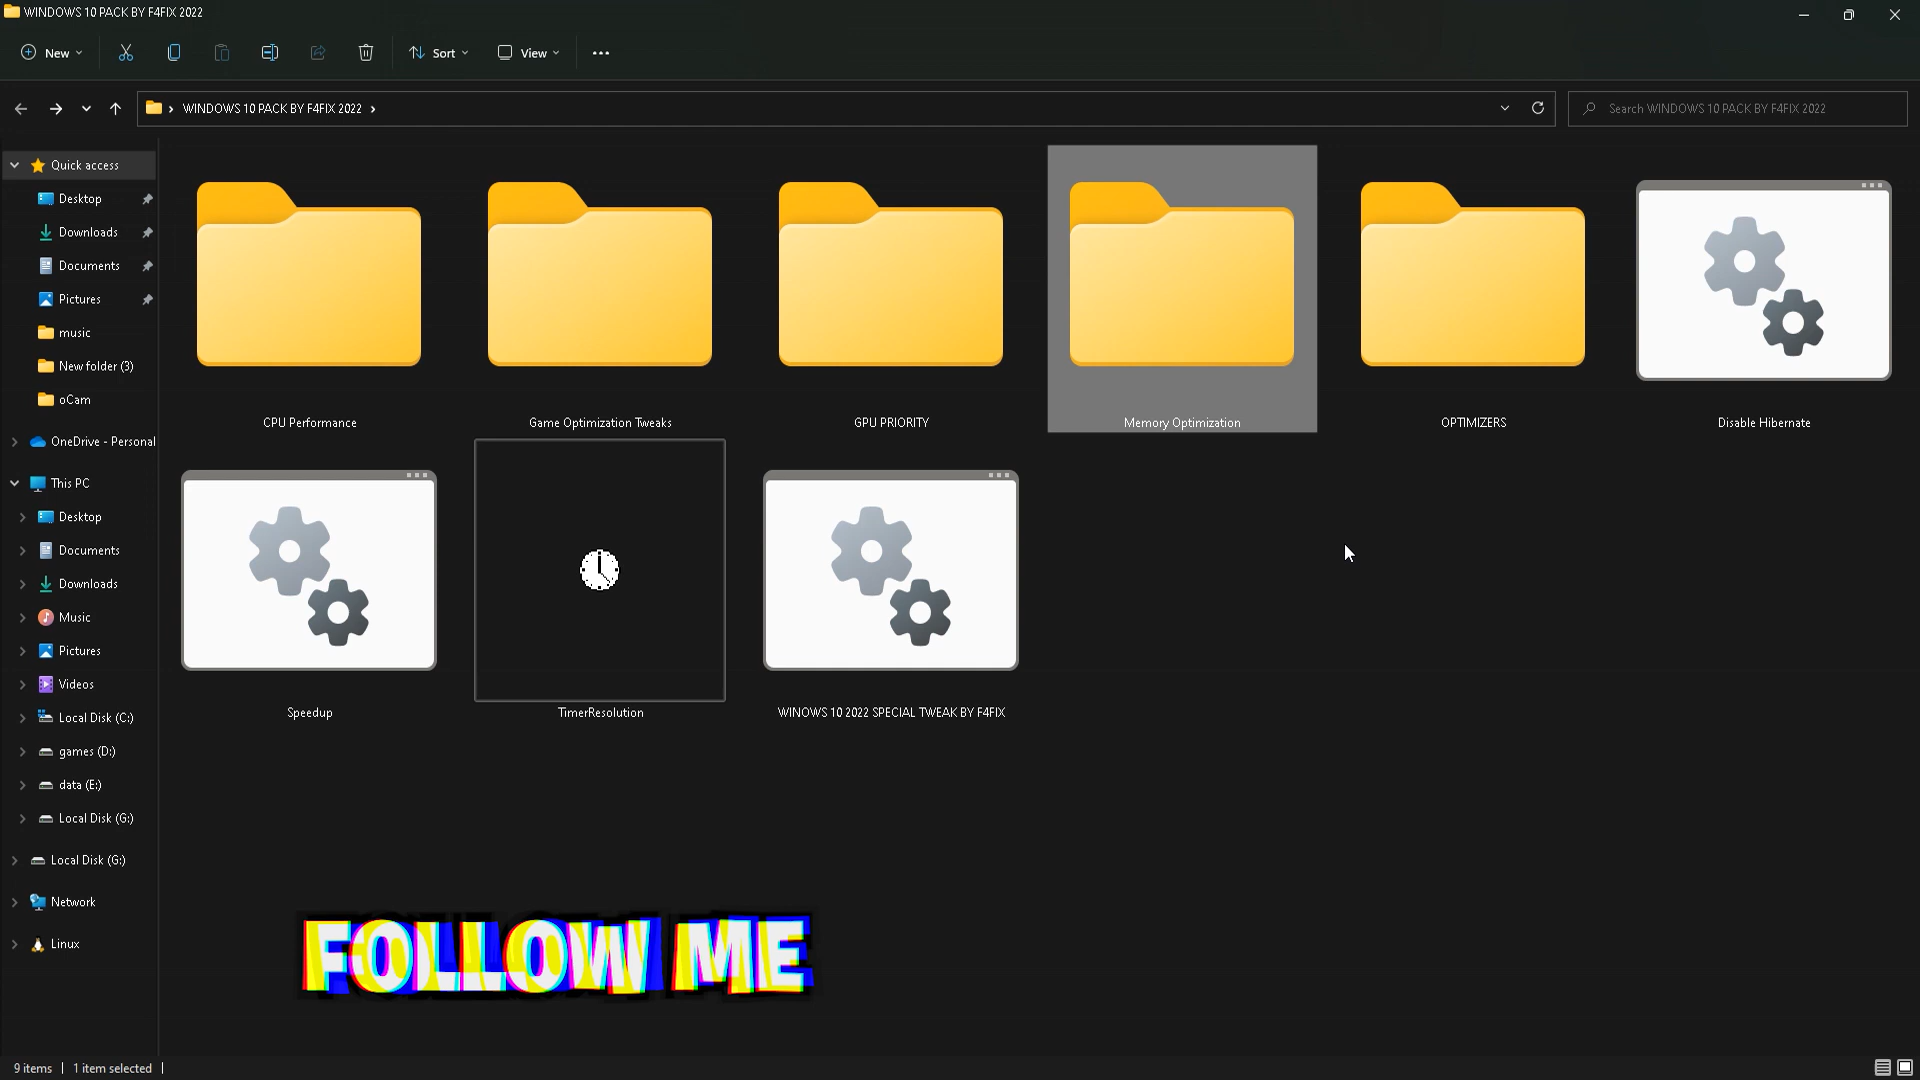 WINDOWS 10 PACK BY F4FIX 2022
New
Sort
View
WINDOWS 10 PACK BY F4FIX 2022
Search WINDOWS 10 PACK BY F4FIX 2022
Quick access
Desktop
Downloads
Documents
Pictures
music
New folder (3)
oCam
OneDrive - Personal
This PC
Desktop
Documents
Downloads
Music
Pictures
Videos
Local Disk (C:)
games (D:)
data (E:)
Local Disk (G:)
Local Disk (G:)
Network
Linux
CPU Performance
Game Optimization Tweaks
GPU PRIORITY
Memory Optimization
OPTIMIZERS
Disable Hibernate
Speedup
TimerResolution
WINOWS 10 2022 SPECIAL TWEAK BY F4FIX
FOLLOW ME
9 items
1 item selected